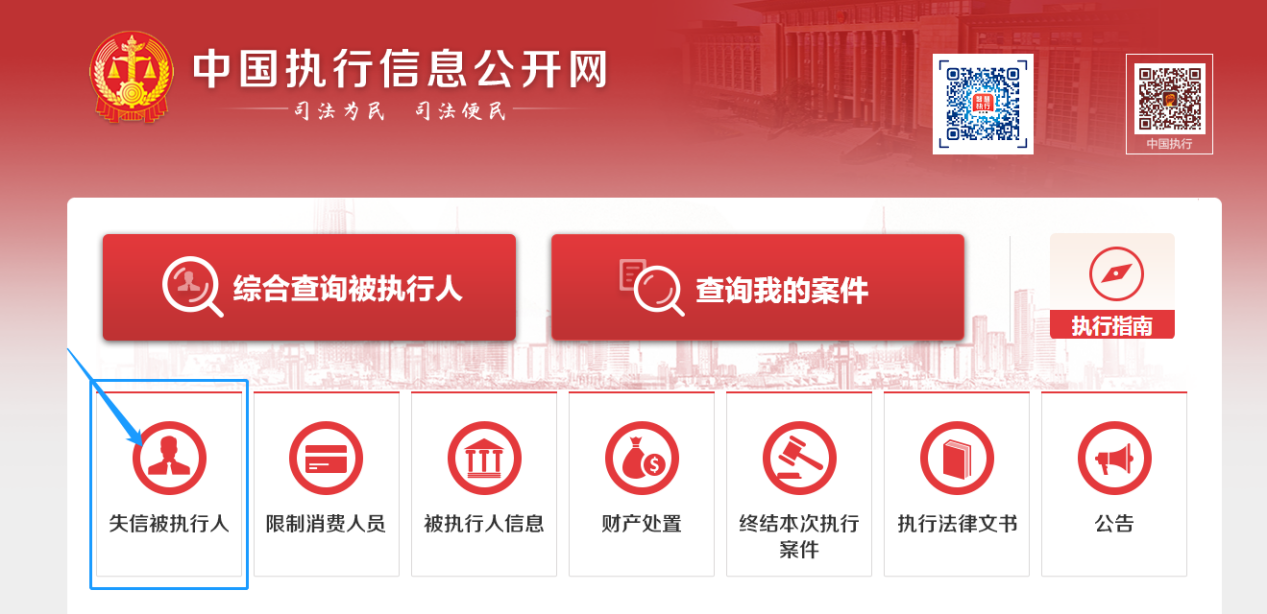 中国执行信息公开网
司法为民 司法便民
智慧
执行
中国执行
综合查询被执行人
查询我的案件
执行指南
失信被执行人
限制消费人员
被执行人信息
财产处置
终结本次执行
案件
执行法律文书
公告